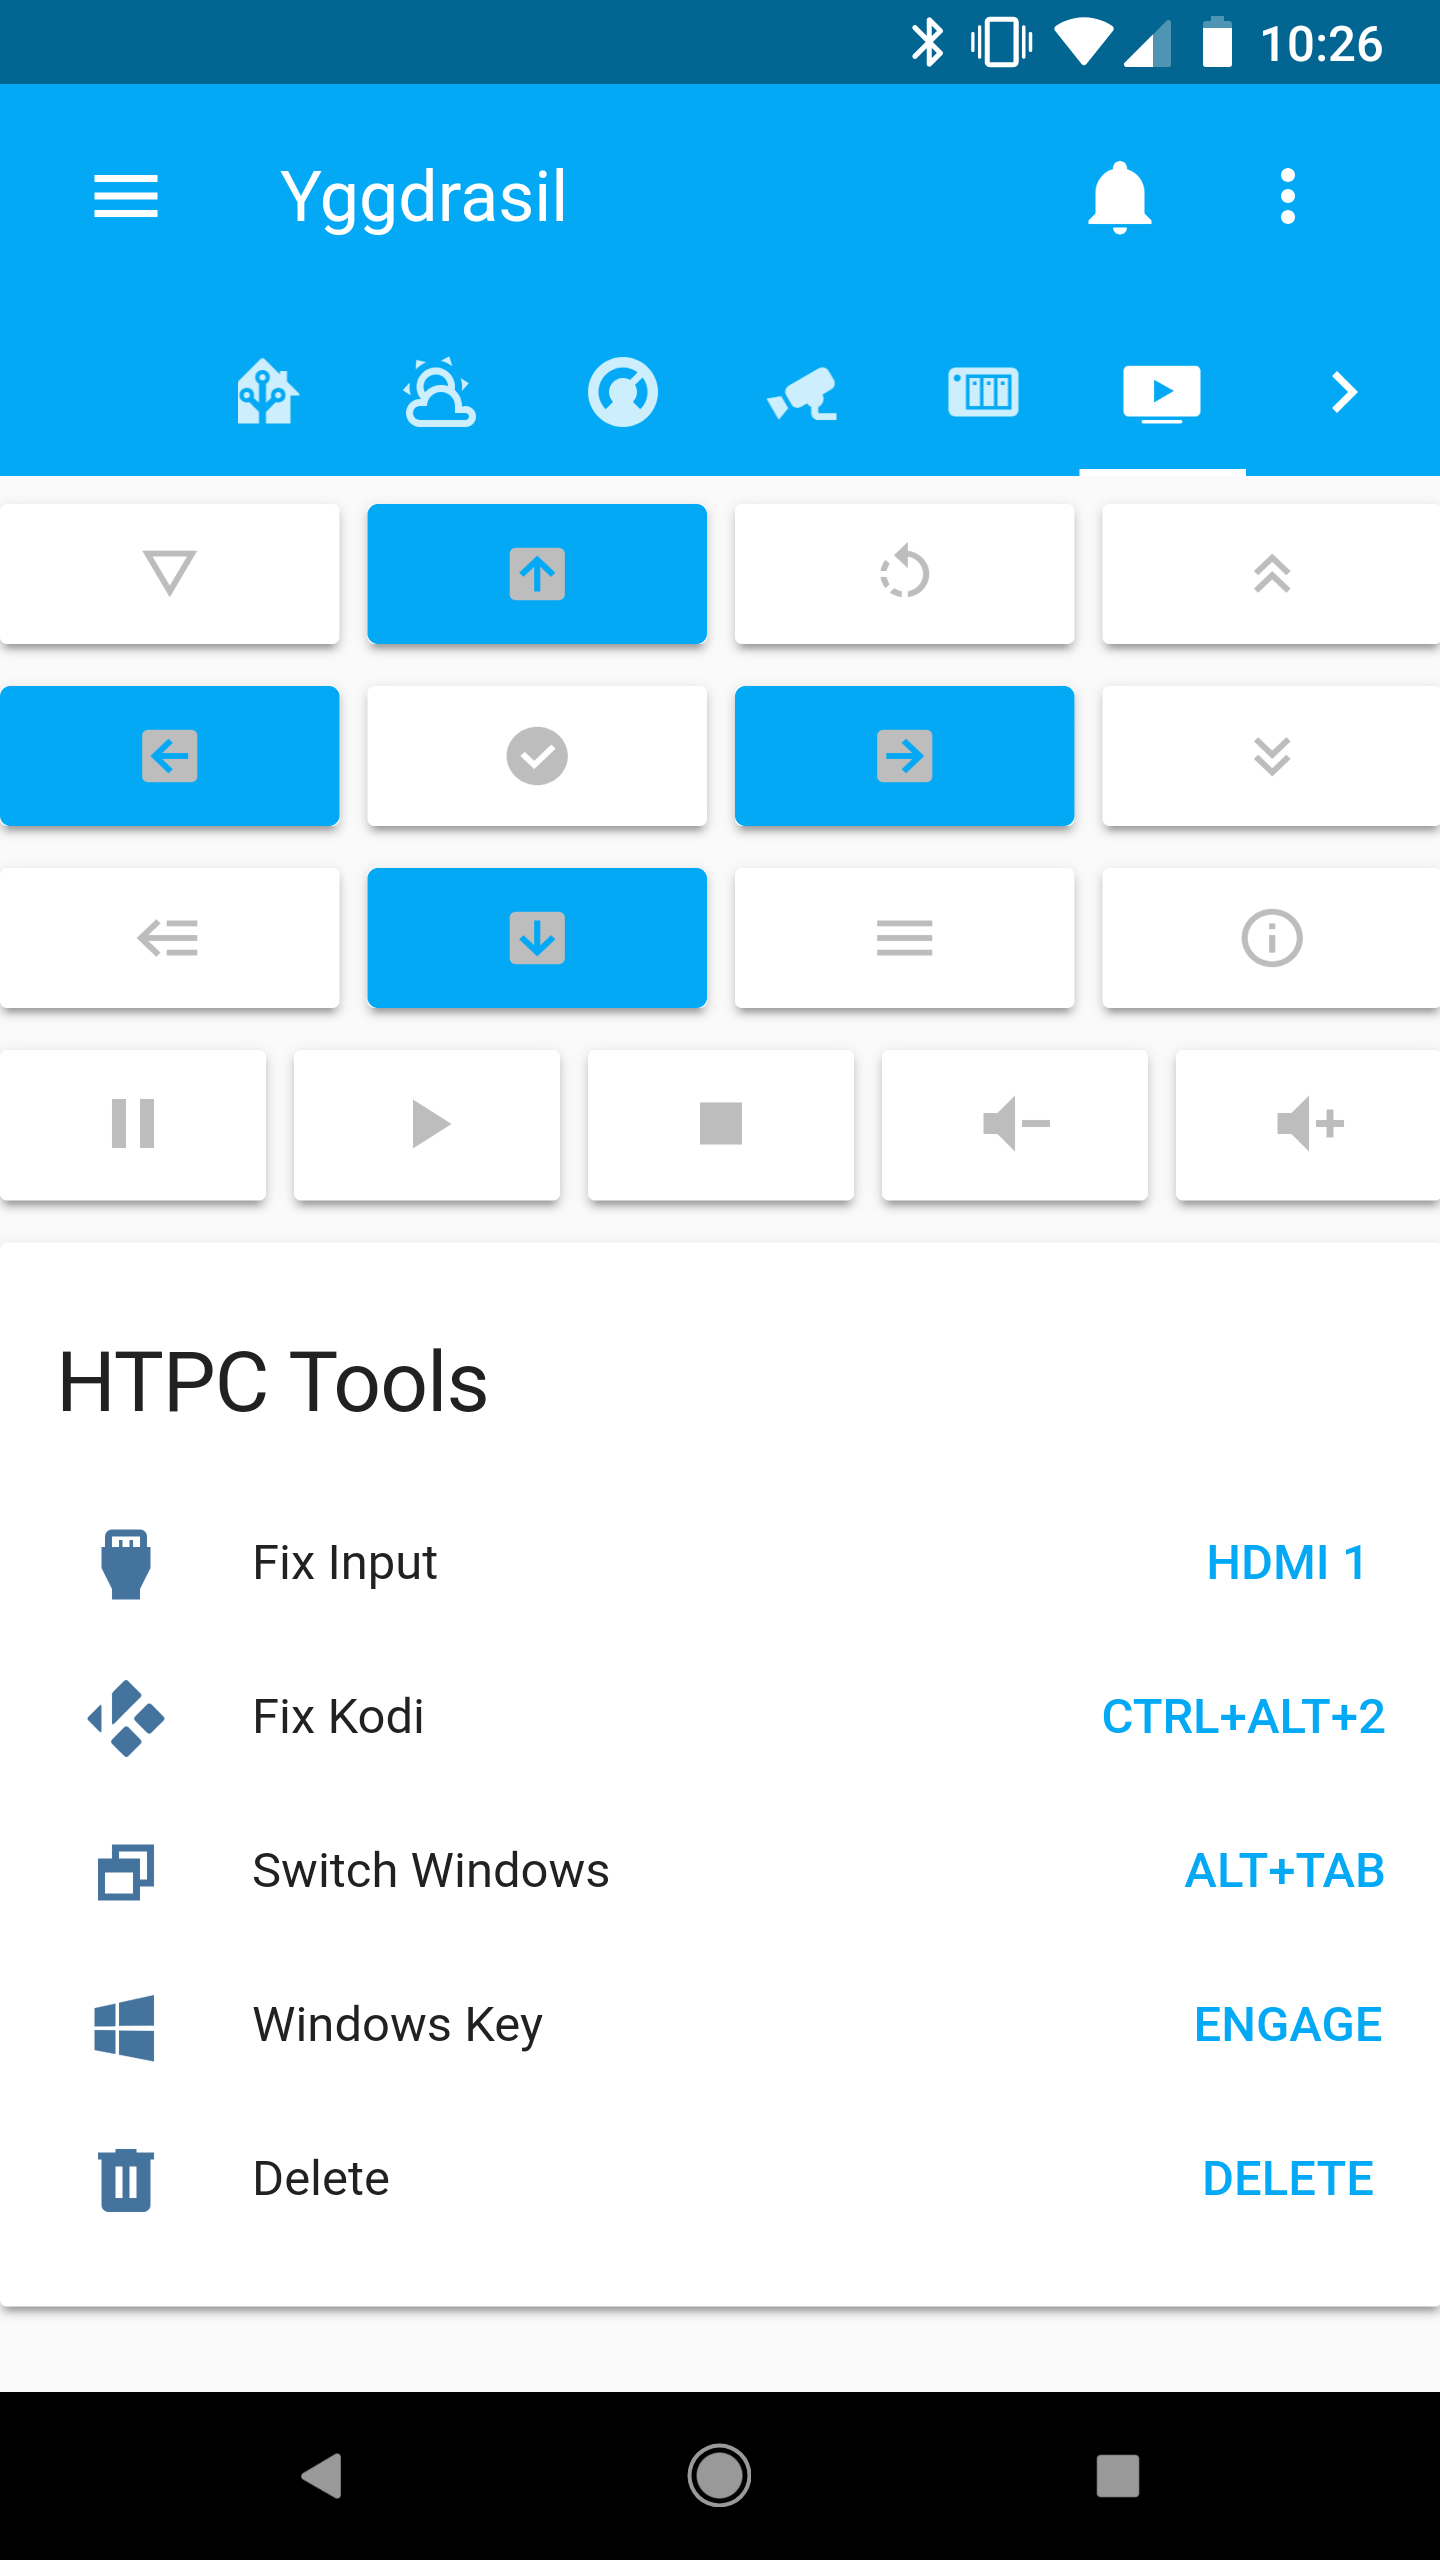 10:26
Yggdrasil
HTPC Tools
Fix Input HDMI 1
Fix Kodi CTRL+ALT+2
Switch Windows ALT+TAB
Windows Key ENGAGE
Delete DELETE